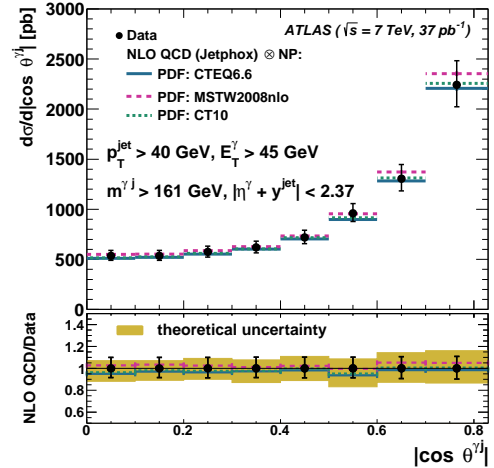 ATLAS ( √s = 7 TeV, 37 pb⁻¹)
Data
NLO QCD (Jetphox) ⊗ NP:
PDF: CTEQ6.6
PDF: MSTW2008nlo
PDF: CT10
p_T^jet > 40 GeV, E_T^γ > 45 GeV
m^γj > 161 GeV, |η^γ + y^jet| < 2.37
dσ/d|cos θ^γj| [pb]
3000
2500
2000
1500
1000
500
0
theoretical uncertainty
NLO QCD/Data
1.4
1.2
1
0.8
0.6
0 0.2 0.4 0.6 0.8
|cos θ^γj|